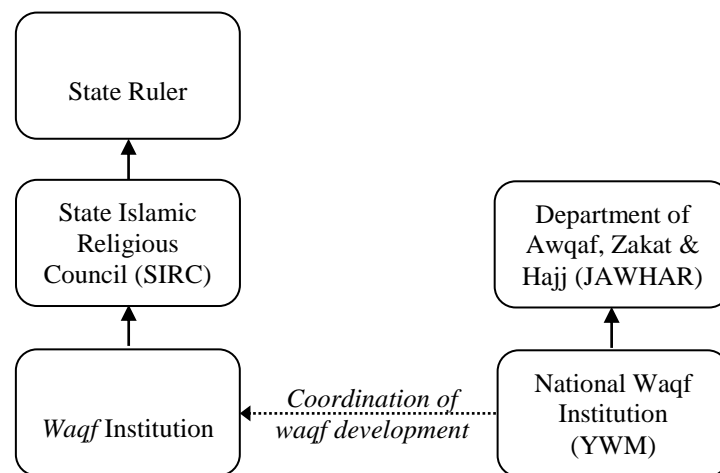 State Ruler
State Islamic
Religious
Council (SIRC)
Department of
Awqaf, Zakat &
Hajj (JAWHAR)
Waqf Institution
Coordination of
waqf development
National Waqf
Institution
(YWM)